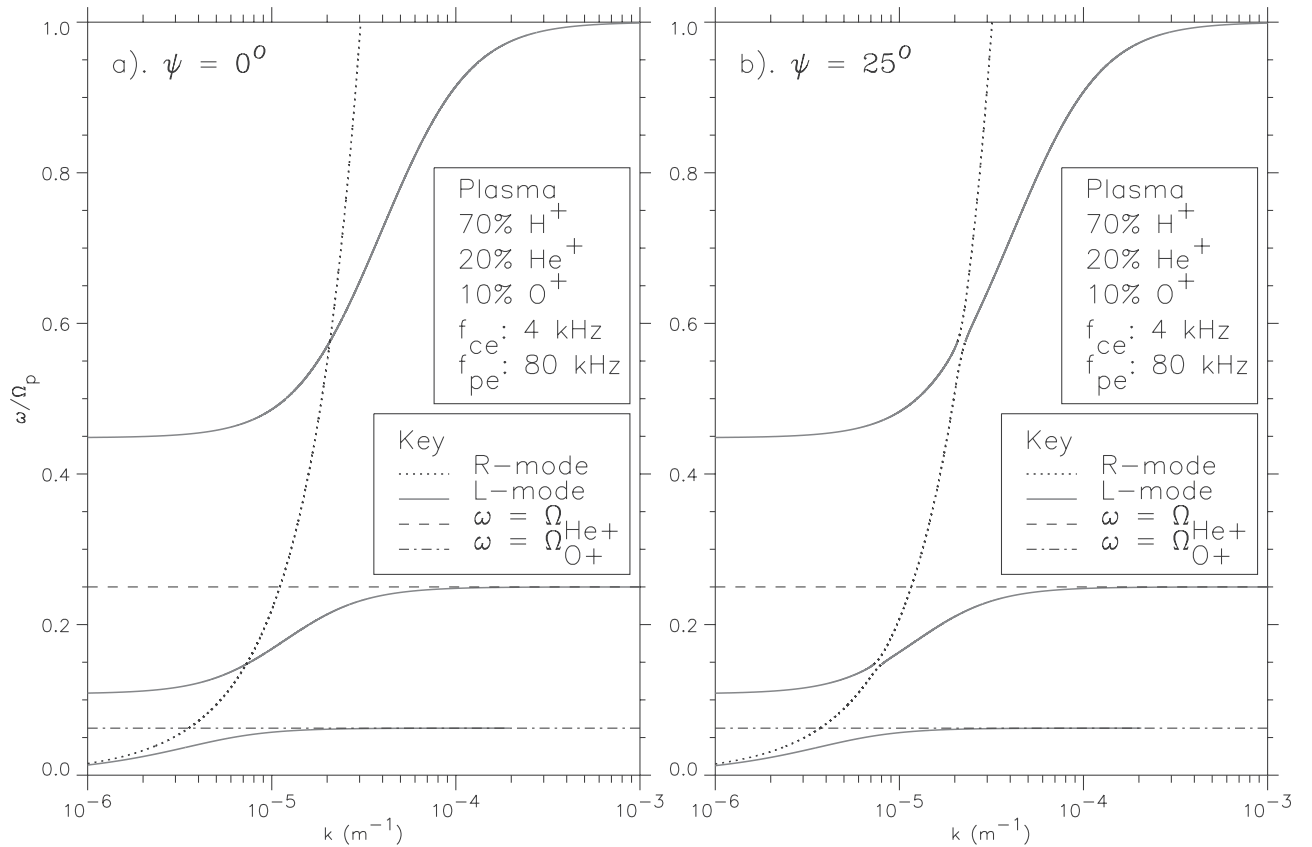 a). ψ = 0°
1.0
0.8
0.6
0.4
0.2
0.0
ω/Ωp
Plasma
70% H+
20% He+
10% O+
fce: 4 kHz
fpe: 80 kHz
Key
R-mode
L-mode
ω = ΩHe+
ω = ΩO+
10−6
10−5
10−4
10−3
k (m−1)
b). ψ = 25°
1.0
0.8
0.6
0.4
0.2
0.0
Plasma
70% H+
20% He+
10% O+
fce: 4 kHz
fpe: 80 kHz
Key
R-mode
L-mode
ω = ΩHe+
ω = ΩO+
10−6
10−5
10−4
10−3
k (m−1)